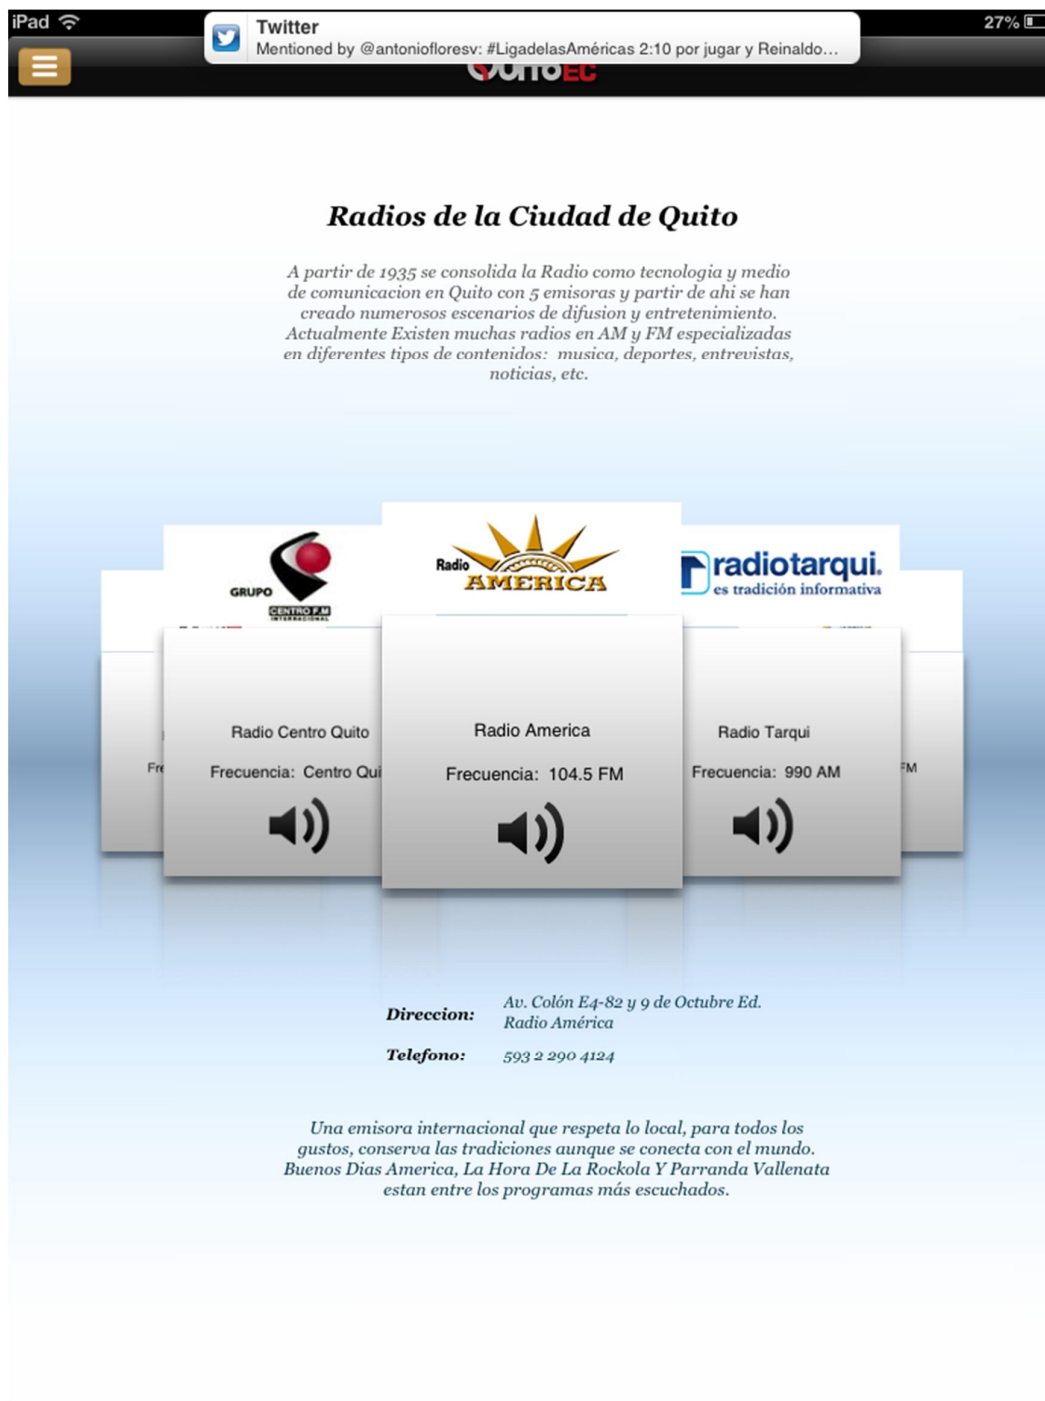 iPad
27%
Twitter
Mentioned by @antoniofloresv: #LigadelasAméricas 2:10 por jugar y Reinaldo...
QUITOEC
Radios de la Ciudad de Quito
A partir de 1935 se consolida la Radio como tecnologia y medio
de comunicacion en Quito con 5 emisoras y partir de ahi se han
creado numerosos escenarios de difusion y entretenimiento.
Actualmente Existen muchas radios en AM y FM especializadas
en diferentes tipos de contenidos: musica, deportes, entrevistas,
noticias, etc.
GRUPO
CENTRO F.M
INTERNACIONAL
Radio
AMERICA
radiotarqui.
es tradición informativa
Radio Centro Quito
Frecuencia: Centro Qui
Radio America
Frecuencia: 104.5 FM
Radio Tarqui
Frecuencia: 990 AM
Fre
FM
Direccion:
Av. Colón E4-82 y 9 de Octubre Ed.
Radio América
Telefono:
593 2 290 4124
Una emisora internacional que respeta lo local, para todos los
gustos, conserva las tradiciones aunque se conecta con el mundo.
Buenos Dias America, La Hora De La Rockola Y Parranda Vallenata
estan entre los programas más escuchados.